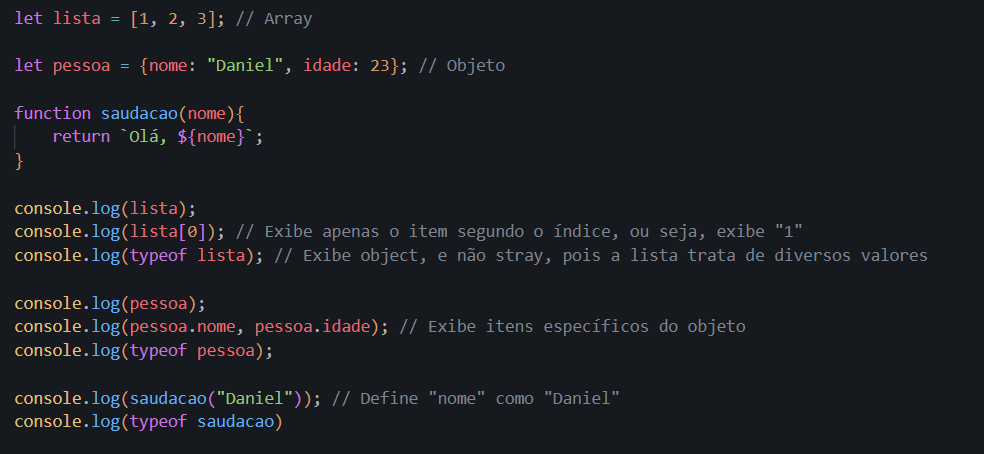 let lista = [1, 2, 3]; // Array
let pessoa = {nome: "Daniel", idade: 23}; // Objeto
function saudacao(nome){
    return `Olá, ${nome}`;
}
console.log(lista);
console.log(lista[0]); // Exibe apenas o item segundo o índice, ou seja, exibe "1"
console.log(typeof lista); // Exibe object, e não stray, pois a lista trata de diversos valores
console.log(pessoa);
console.log(pessoa.nome, pessoa.idade); // Exibe itens específicos do objeto
console.log(typeof pessoa);
console.log(saudacao("Daniel")); // Define "nome" como "Daniel"
console.log(typeof saudacao)